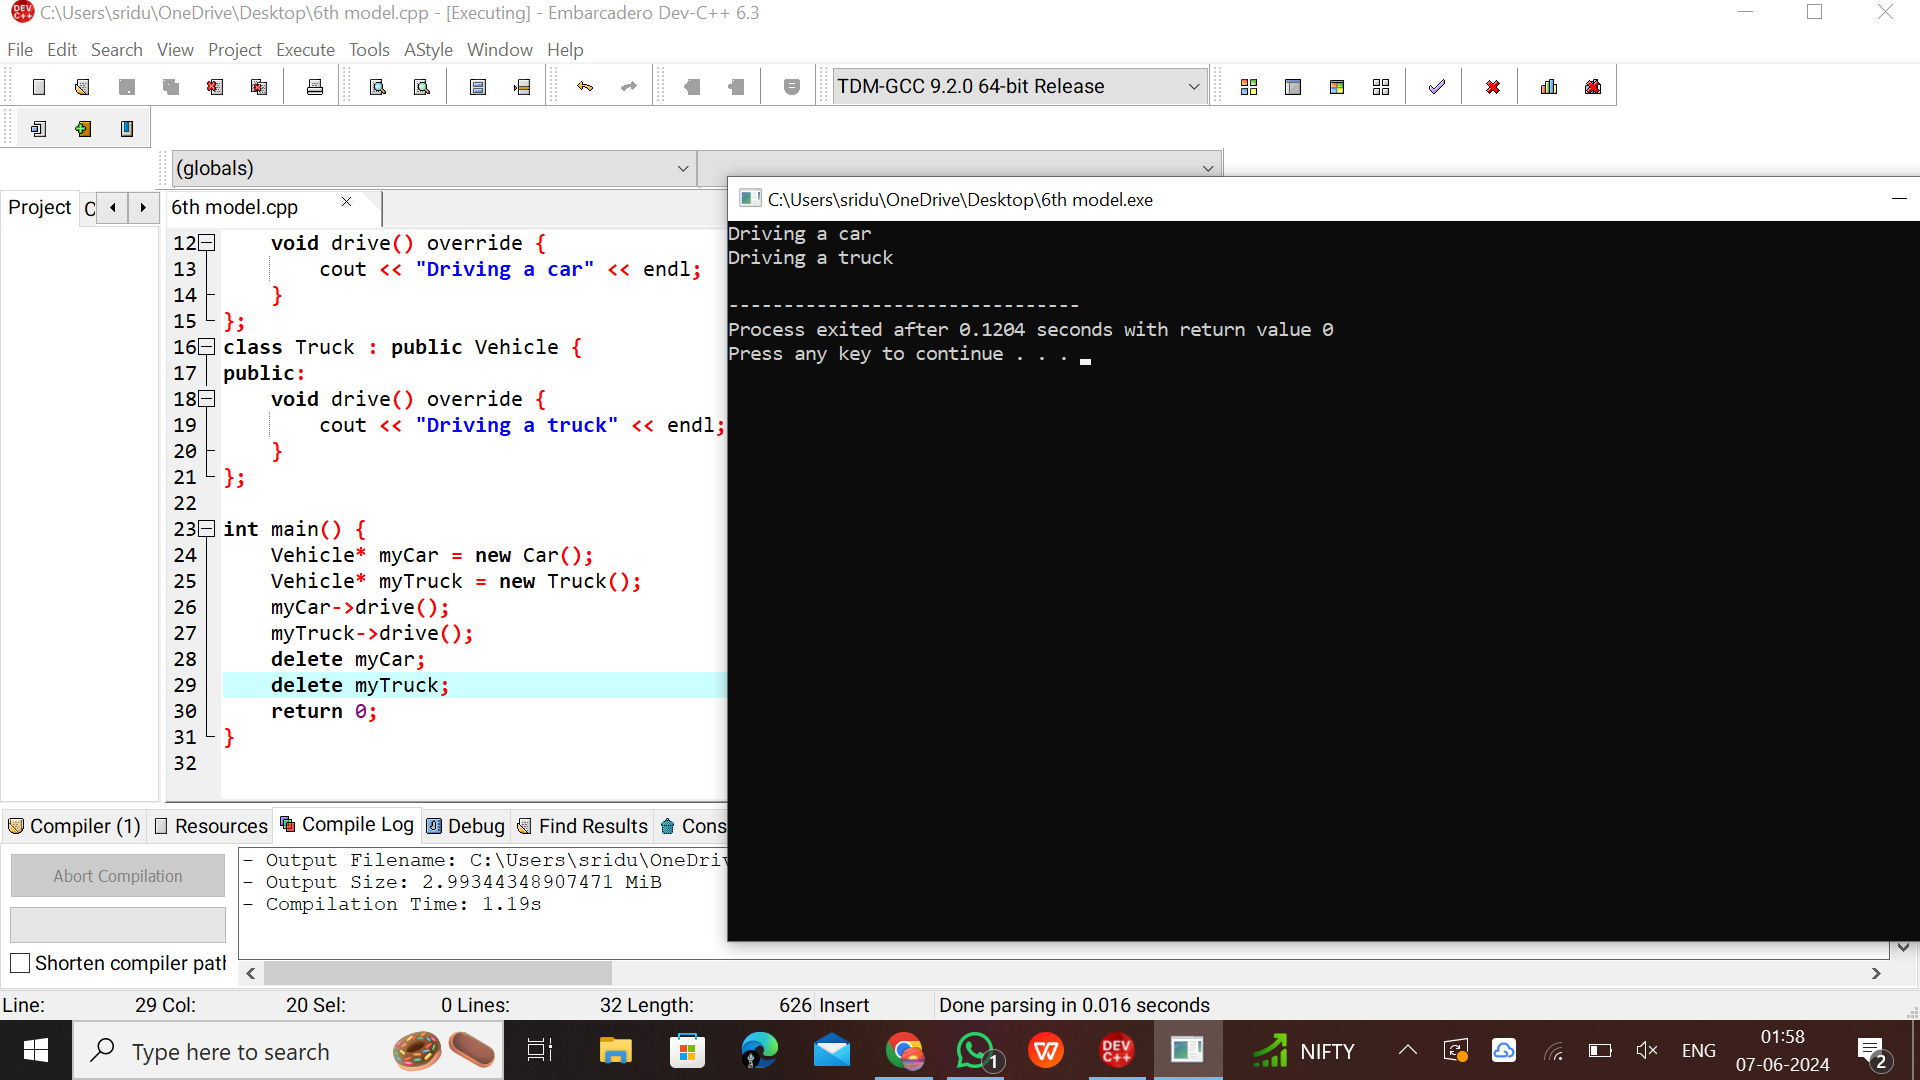 C:\Users\sridu\OneDrive\Desktop\6th model.cpp - [Executing] - Embarcadero Dev-C++ 6.3
File Edit Search View Project Execute Tools AStyle Window Help
TDM-GCC 9.2.0 64-bit Release
(globals)
Project C
6th model.cpp
12 void drive() override {
13 cout << "Driving a car" << endl;
14 }
15 };
16 class Truck : public Vehicle {
17 public:
18 void drive() override {
19 cout << "Driving a truck" << endl;
20 }
21 };
22
23 int main() {
24 Vehicle* myCar = new Car();
25 Vehicle* myTruck = new Truck();
26 myCar->drive();
27 myTruck->drive();
28 delete myCar;
29 delete myTruck;
30 return 0;
31 }
32
C:\Users\sridu\OneDrive\Desktop\6th model.exe
Driving a car
Driving a truck
--------------------------------
Process exited after 0.1204 seconds with return value 0
Press any key to continue . . .
Compiler (1) Resources Compile Log Debug Find Results Cons
Abort Compilation
Shorten compiler path
- Output Filename: C:\Users\sridu\OneDriv
- Output Size: 2.99344348907471 MiB
- Compilation Time: 1.19s
Line: 29 Col: 20 Sel: 0 Lines: 32 Length: 626 Insert Done parsing in 0.016 seconds
Type here to search
1
W
DEV C++
NIFTY
ENG
01:58
07-06-2024
2